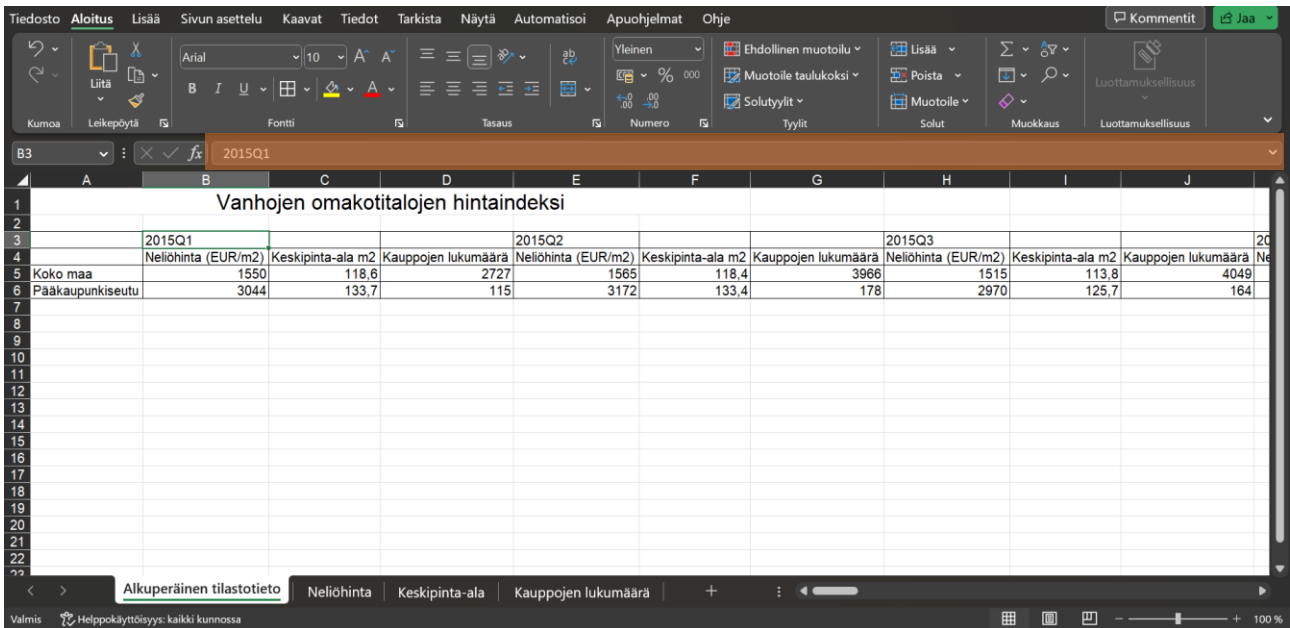 Tiedosto Aloitus Lisää Sivun asettelu Kaavat Tiedot Tarkista Näytä Automatisoi Apuohjelmat Ohje Kommentit Jaa
Arial 10 A A ab Yleinen Ehdollinen muotoilu Lisää
Liitä B I U A % 000 Muotoile taulukoksi Poista Luottamuksellisuus
Solutyylit Muotoile
Kumoa Leikepöytä Fontti Tasaus Numero Tyylit Solut Muokkaus Luottamuksellisuus
B3 fx 2015Q1
A B C D E F G H I J
1 Vanhojen omakotitalojen hintaindeksi
2
3 2015Q1 2015Q2 2015Q3 20
4 Neliöhinta (EUR/m2) Keskipinta-ala m2 Kauppojen lukumäärä Neliöhinta (EUR/m2) Keskipinta-ala m2 Kauppojen lukumäärä Neliöhinta (EUR/m2) Keskipinta-ala m2 Kauppojen lukumäärä Ne
5 Koko maa 1550 118,6 2727 1565 118,4 3966 1515 113,8 4049
6 Pääkaupunkiseutu 3044 133,7 115 3172 133,4 178 2970 125,7 164
7
8
9
10
11
12
13
14
15
16
17
18
19
20
21
22
23
Alkuperäinen tilastotieto Neliöhinta Keskipinta-ala Kauppojen lukumäärä
Valmis Helppokäyttöisyys: kaikki kunnossa 100 %